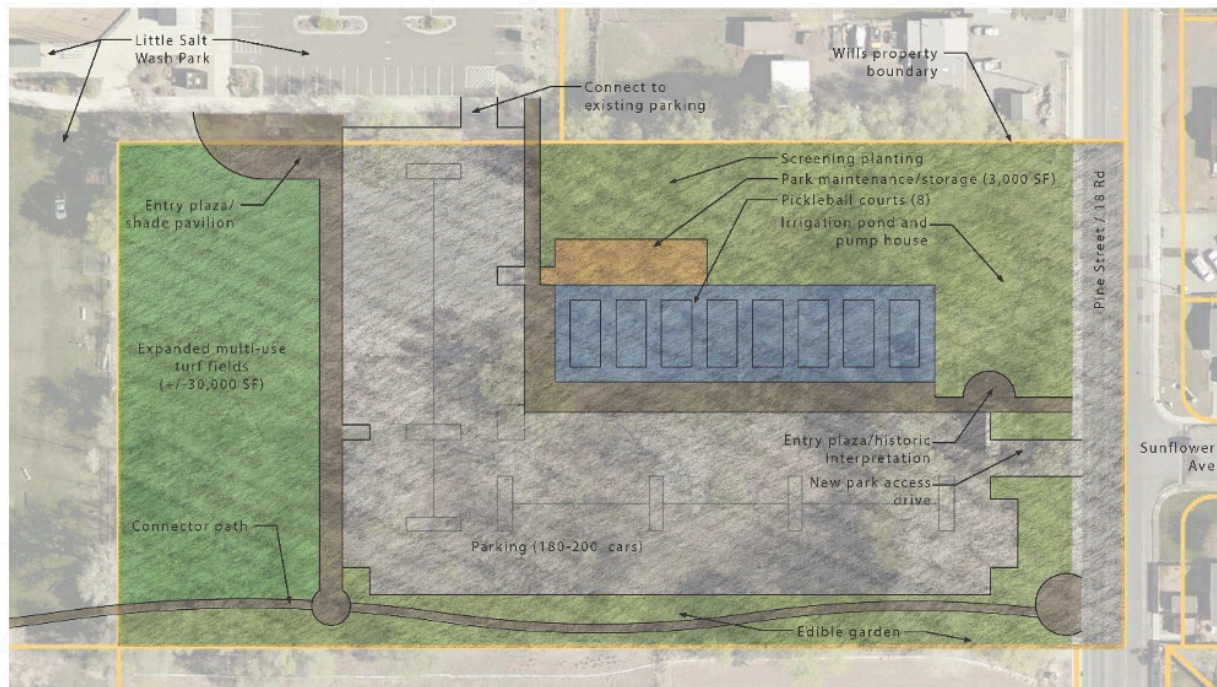 Little Salt
Wash Park
Wills property
boundary
Connect to
existing parking
Screening planting
Park maintenance/storage (3,000 SF)
Pickleball courts (8)
Irrigation pond and
pump house
Entry plaza/
shade pavilion
Pine Street / 18 Rd
Expanded multi-use
turf fields
(+/-30,000 SF)
Entry plaza/historic
interpretation
Sunflower
Ave
New park access
drive
Connector path
Parking (180-200 cars)
Edible garden